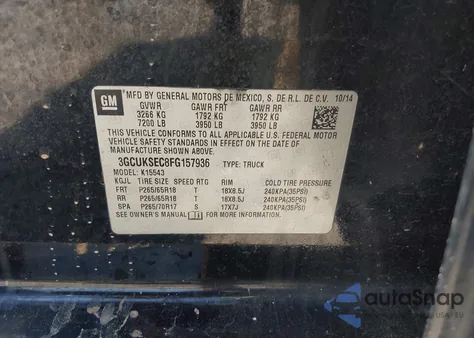 GM
MFD BY GENERAL MOTORS DE MEXICO, S. DE R.L. DE C.V. 10/14
GVWR GAWR FRT GAWR RR
3266 KG 1792 KG 1792 KG
7200 LB 3950 LB 3950 LB
THIS VEHICLE CONFORMS TO ALL APPLICABLE U.S. FEDERAL MOTOR
VEHICLE SAFETY STANDARDS IN EFFECT ON THE DATE OF
MANUFACTURE SHOWN ABOVE.
3GCUKSEC8FG157936 TYPE: TRUCK
MODEL: K15543
KGJL TIRE SIZE SPEED RTG RIM COLD TIRE PRESSURE
FRT P265/65R18 T 18X8.5J 240KPA(35PSI)
RR P265/65R18 T 18X8.5J 240KPA(35PSI)
SPA P265/70R17 S 17X7J 240KPA(35PSI)
SEE OWNER'S MANUAL FOR MORE INFORMATION.
autoSnap